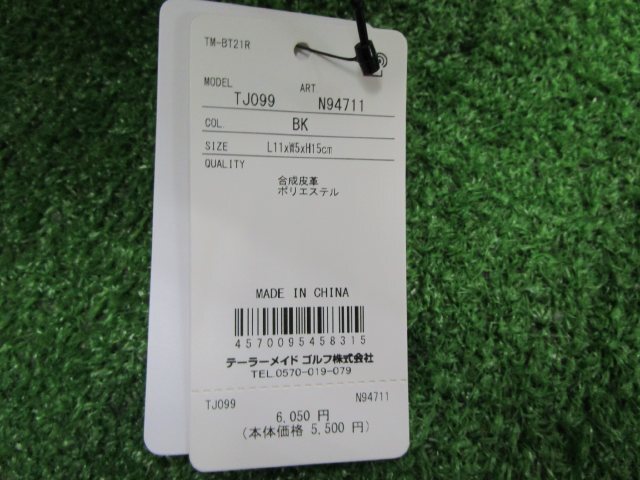 TM-BT21R
MODEL TJ099 ART. N94711
COL. BK
SIZE L11xW5xH15cm
QUALITY
合成皮革
ポリエステル
MADE IN CHINA
4570095458315
テーラーメイド ゴルフ株式会社
TEL.0570-019-079
TJ099 N94711
6,050 円
(本体価格 5,500 円)